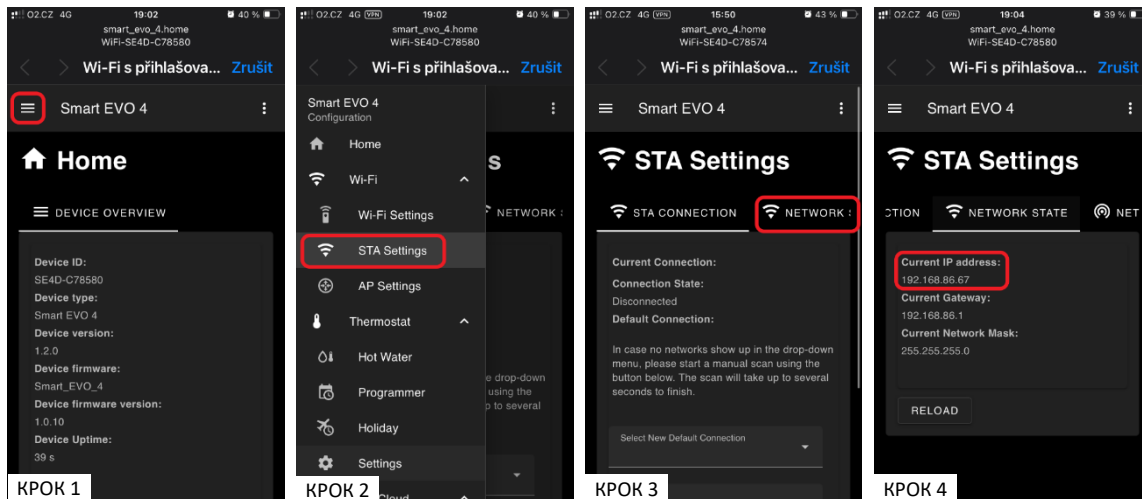 O2.CZ 4G 19:02 40 %
smart_evo_4.home
WiFi-SE4D-C78580
Wi-Fi s přihlašova... Zrušit
Smart EVO 4
Home
DEVICE OVERVIEW
Device ID:
SE4D-C78580
Device type:
Smart EVO 4
Device version:
1.2.0
Device firmware:
Smart_EVO_4
Device firmware version:
1.0.10
Device Uptime:
39 s
КРОК 1
O2.CZ 4G VPN 19:02 40 %
smart_evo_4.home
WiFi-SE4D-C78580
Wi-Fi s přihlašova... Zrušit
Smart EVO 4
Configuration
Home
s
Wi-Fi
Wi-Fi Settings
NETWORK
STA Settings
AP Settings
Thermostat
Hot Water
e drop-down
Programmer
using the
p to several
Holiday
Settings
Cloud
КРОК 2
O2.CZ 4G VPN 15:50 43 %
smart_evo_4.home
WiFi-SE4D-C78574
Wi-Fi s přihlašova... Zrušit
Smart EVO 4
STA Settings
STA CONNECTION NETWORK
Current Connection:
Connection State:
Disconnected
Default Connection:
In case no networks show up in the drop-down
menu, please start a manual scan using the
button below. The scan will take up to several
seconds to finish.
Select New Default Connection
КРОК 3
O2.CZ 4G VPN 19:04 39 %
smart_evo_4.home
WiFi-SE4D-C78580
Wi-Fi s přihlašova... Zrušit
Smart EVO 4
STA Settings
CTION NETWORK STATE NET
Current IP address:
192.168.86.67
Current Gateway:
192.168.86.1
Current Network Mask:
255.255.255.0
RELOAD
КРОК 4